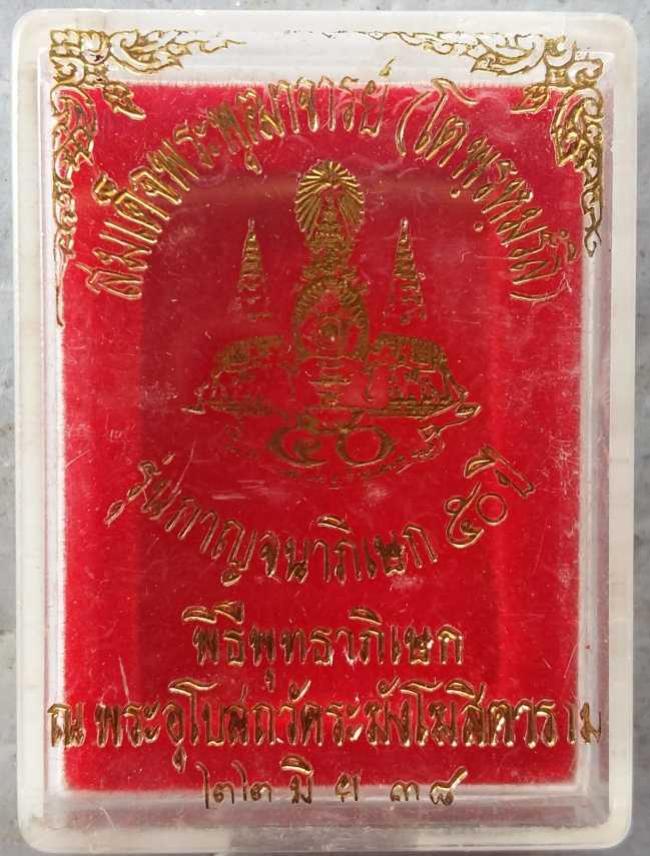 สมเด็จพระพุฒาจารย์ (โต พรหมรังสี)
๕๐
รุ่นกาญจนาภิเษก ๕๐ ปี
พิธีพุทธาภิเษก
ณ พระอุโบสถวัดระฆังโฆสิตาราม
๒๒ มิ ย ๓๘